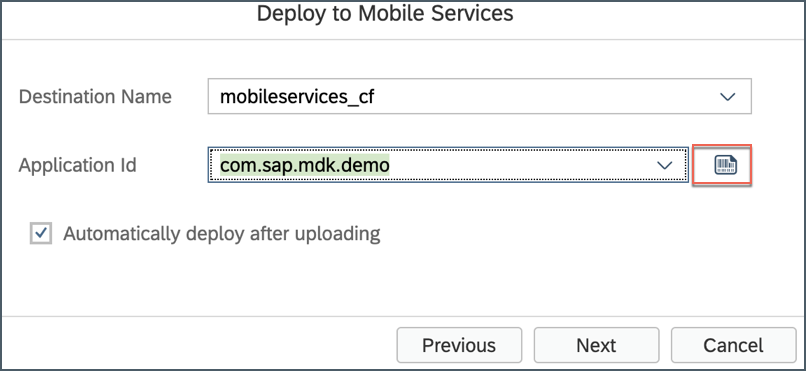 Deploy to Mobile Services
Destination Name mobileservices_cf
Application Id com.sap.mdk.demo
Automatically deploy after uploading
Previous Next Cancel